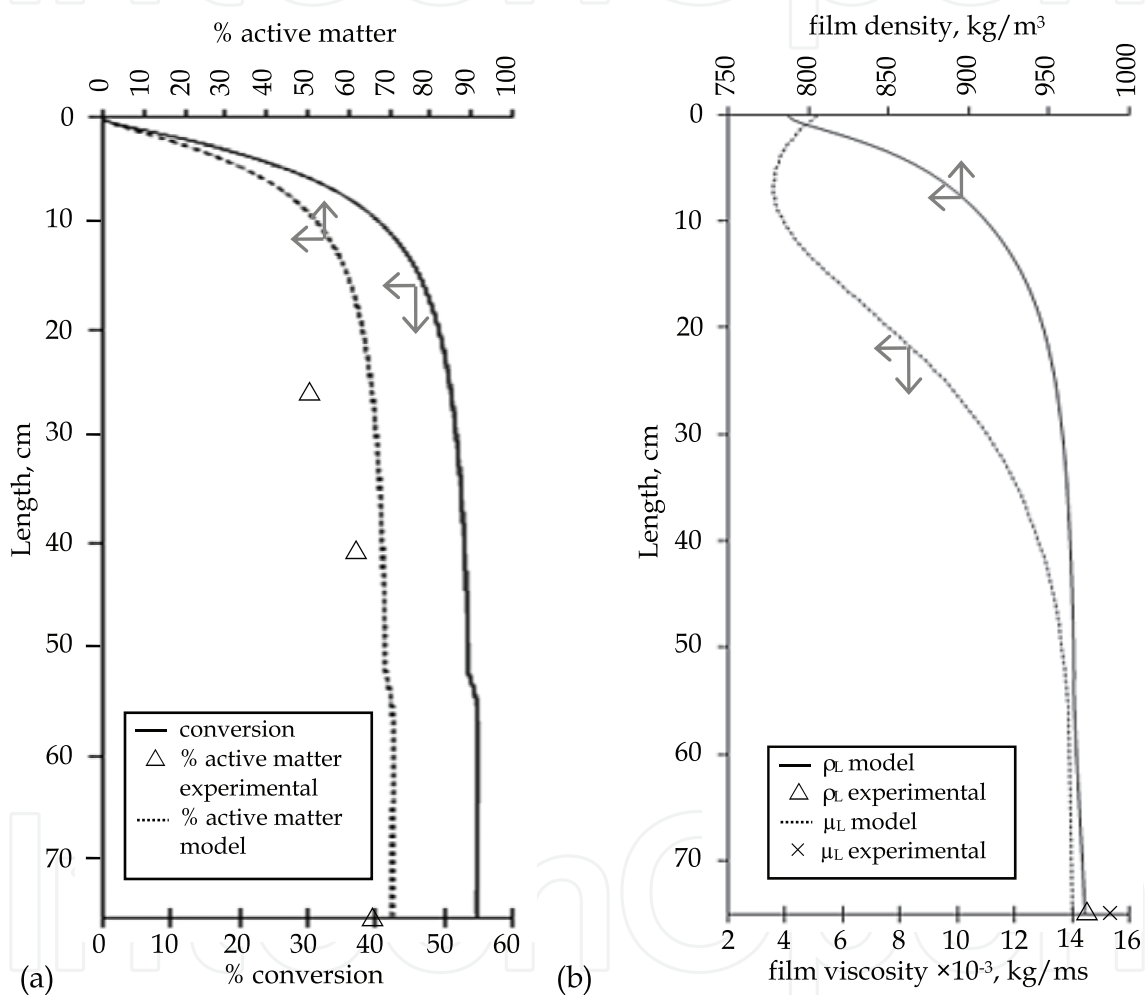 % active matter
0 10 20 30 40 50 60 70 80 90 100
0
10
20
30
40
50
60
70
Length, cm
conversion
% active matter
experimental
% active matter
model
0 10 20 30 40 50 60
% conversion
(a)
film density, kg/m³
750 800 850 900 950 1000
0
10
20
30
40
50
60
70
Length, cm
ρL model
ρL experimental
μL model
μL experimental
2 4 6 8 10 12 14 16
film viscosity ×10-3, kg/ms
(b)